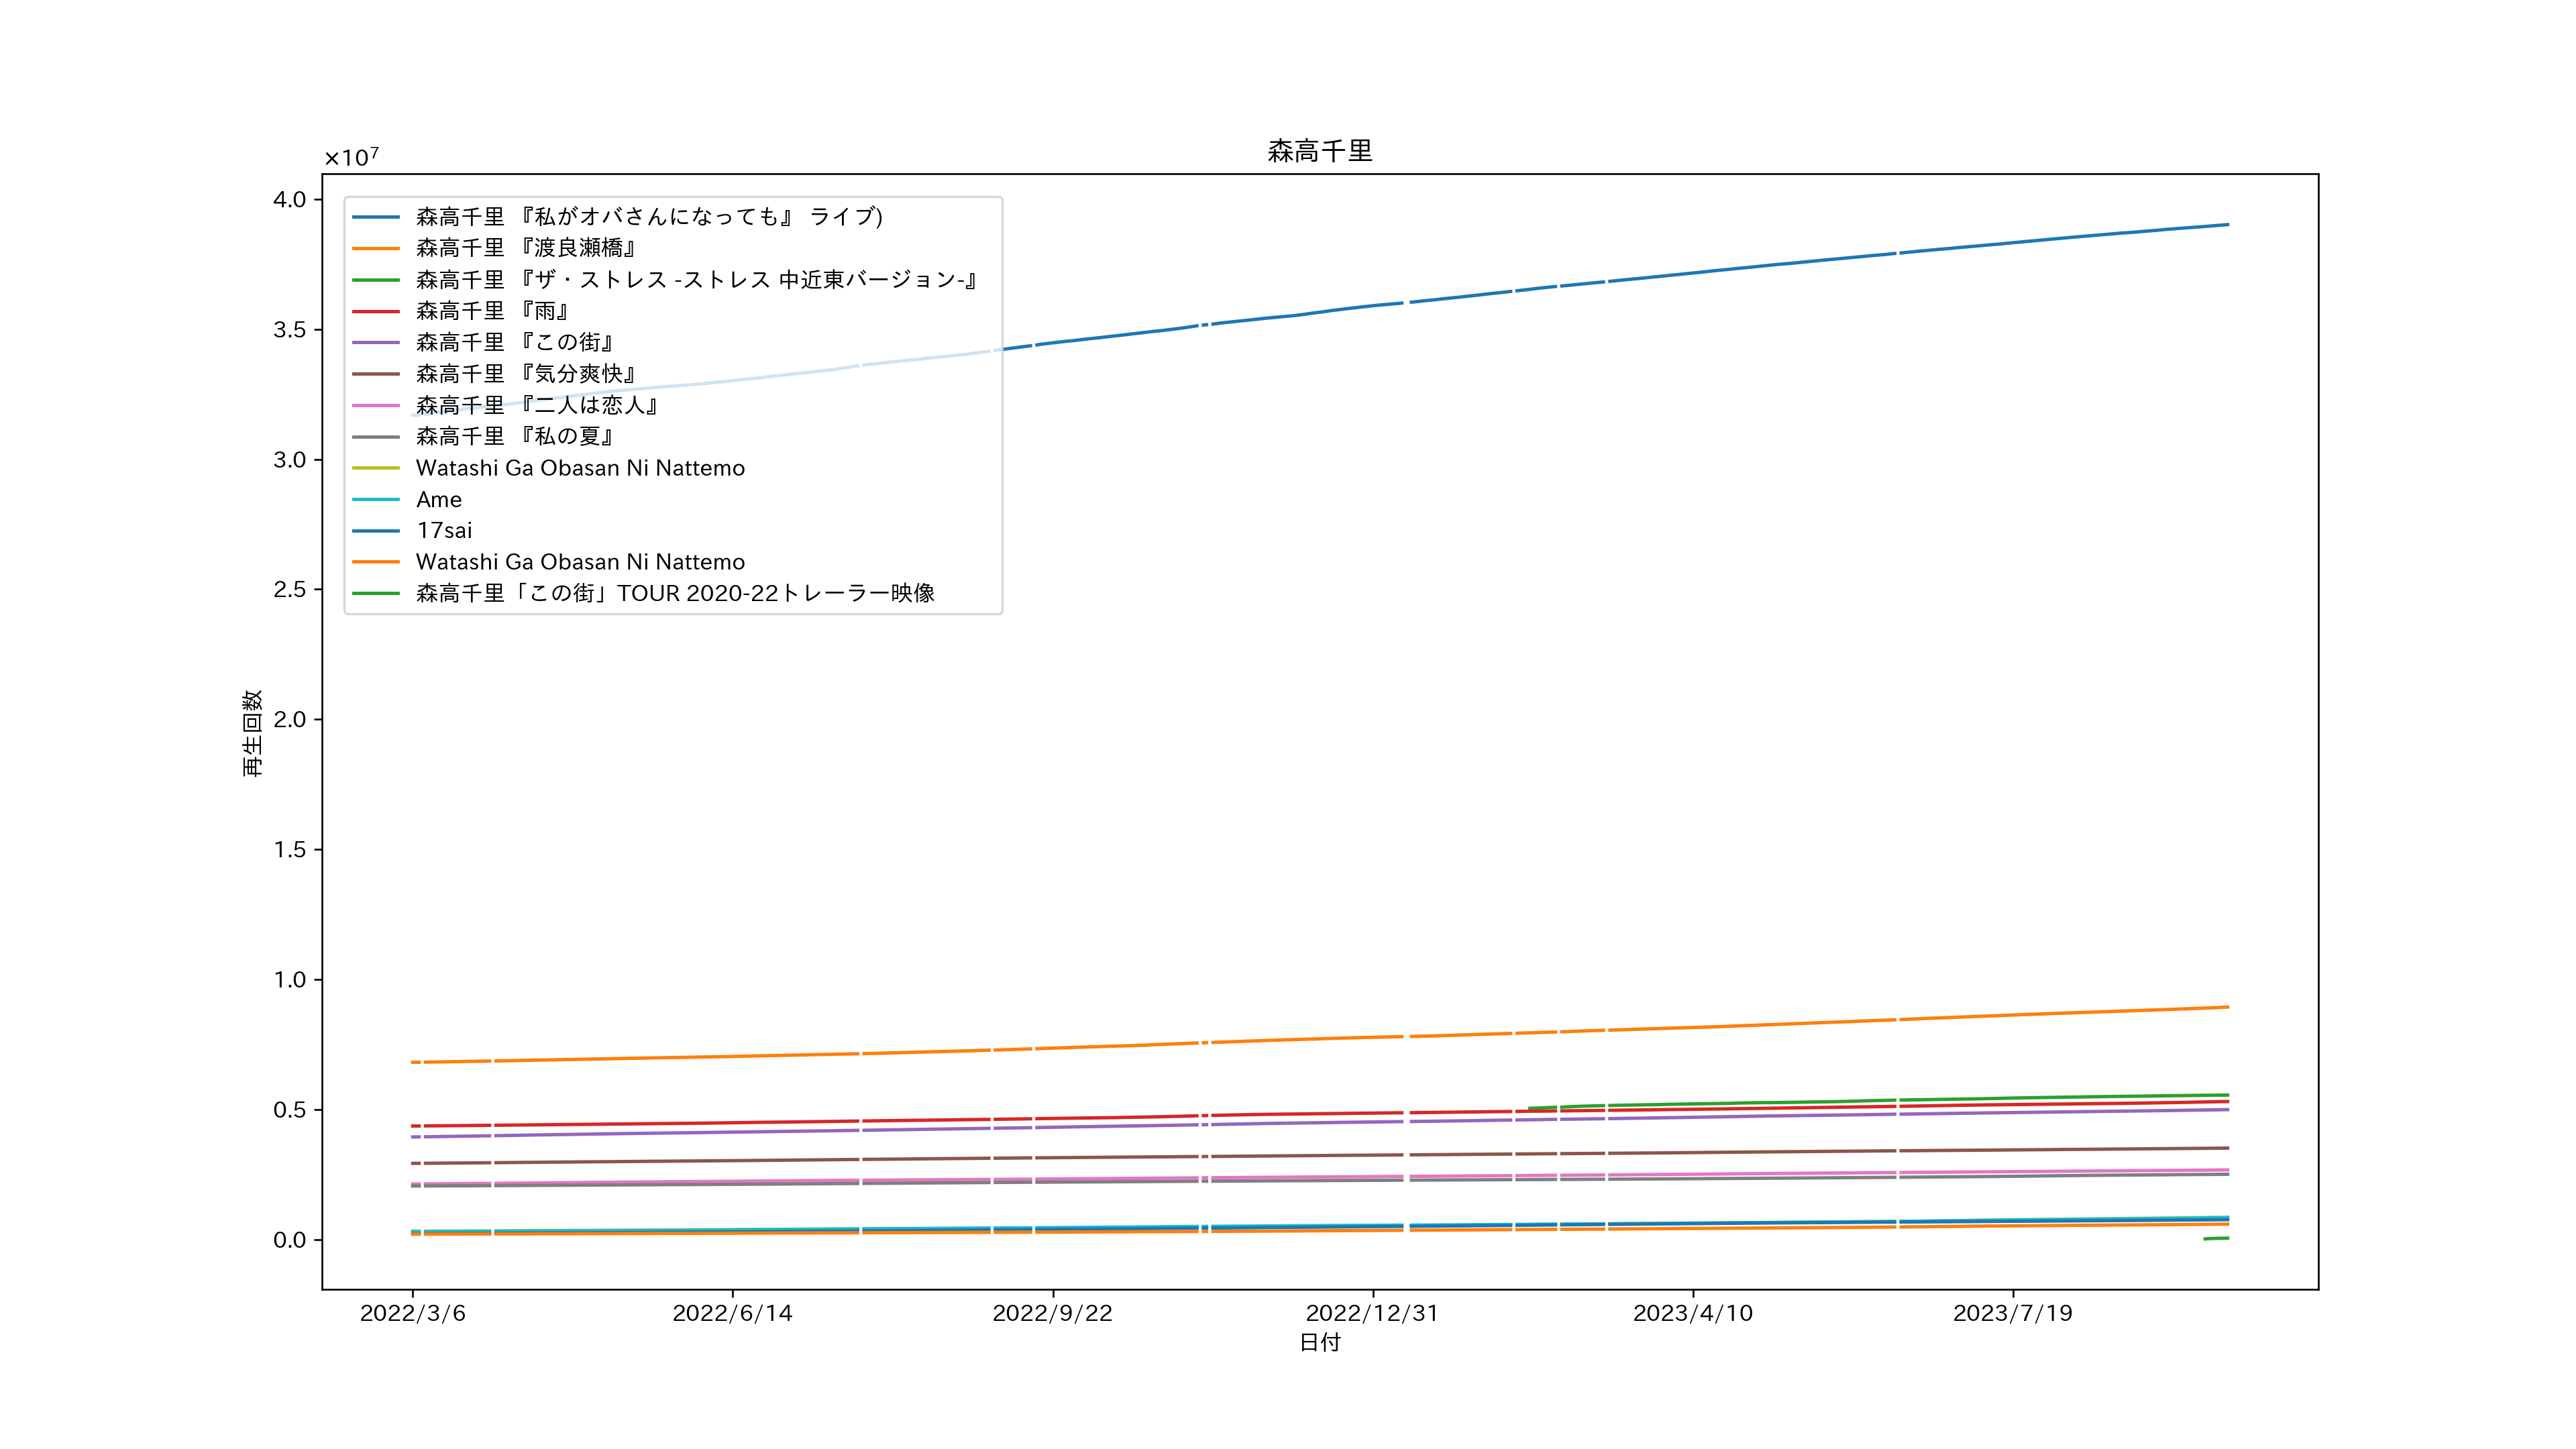 森高千里
×10⁷
4.0
3.5
3.0
2.5
2.0
1.5
1.0
0.5
0.0
再生回数
森高千里 『私がオバさんになっても』 ライブ)
森高千里 『渡良瀬橋』
森高千里 『ザ・ストレス -ストレス 中近東バージョン-』
森高千里 『雨』
森高千里 『この街』
森高千里 『気分爽快』
森高千里 『二人は恋人』
森高千里 『私の夏』
Watashi Ga Obasan Ni Nattemo
Ame
17sai
Watashi Ga Obasan Ni Nattemo
森高千里「この街」TOUR 2020-22トレーラー映像
2022/3/6 2022/6/14 2022/9/22 2022/12/31 2023/4/10 2023/7/19
日付